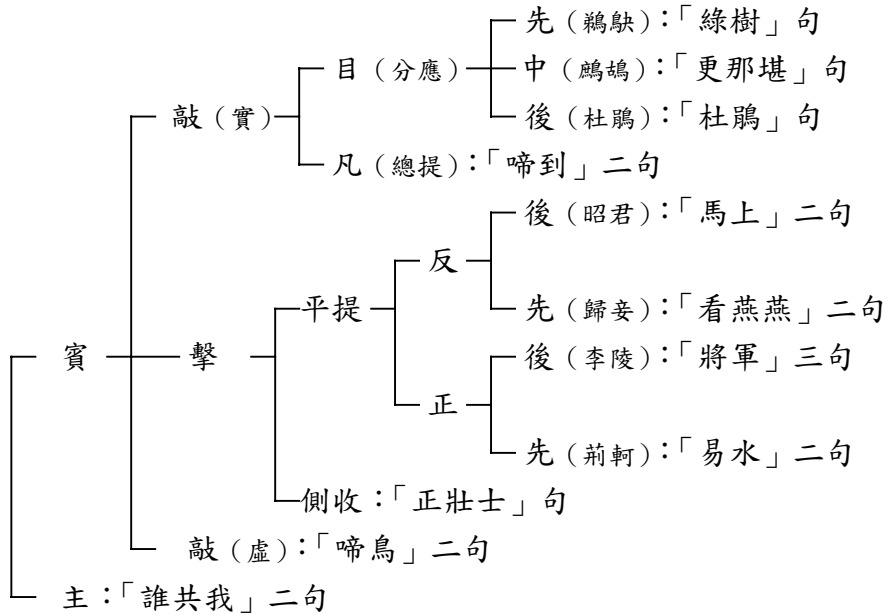 先（鵜鴃）：「綠樹」句
目（分應） 中（鷓鴣）：「更那堪」句
敲（實） 後（杜鵑）：「杜鵑」句
凡（總提）：「啼到」二句
後（昭君）：「馬上」二句
反
平提 先（歸妾）：「看燕燕」二句
賓 擊 後（李陵）：「將軍」三句
正
先（荊軻）：「易水」二句
側收：「正壯士」句
敲（虛）：「啼鳥」二句
主：「誰共我」二句